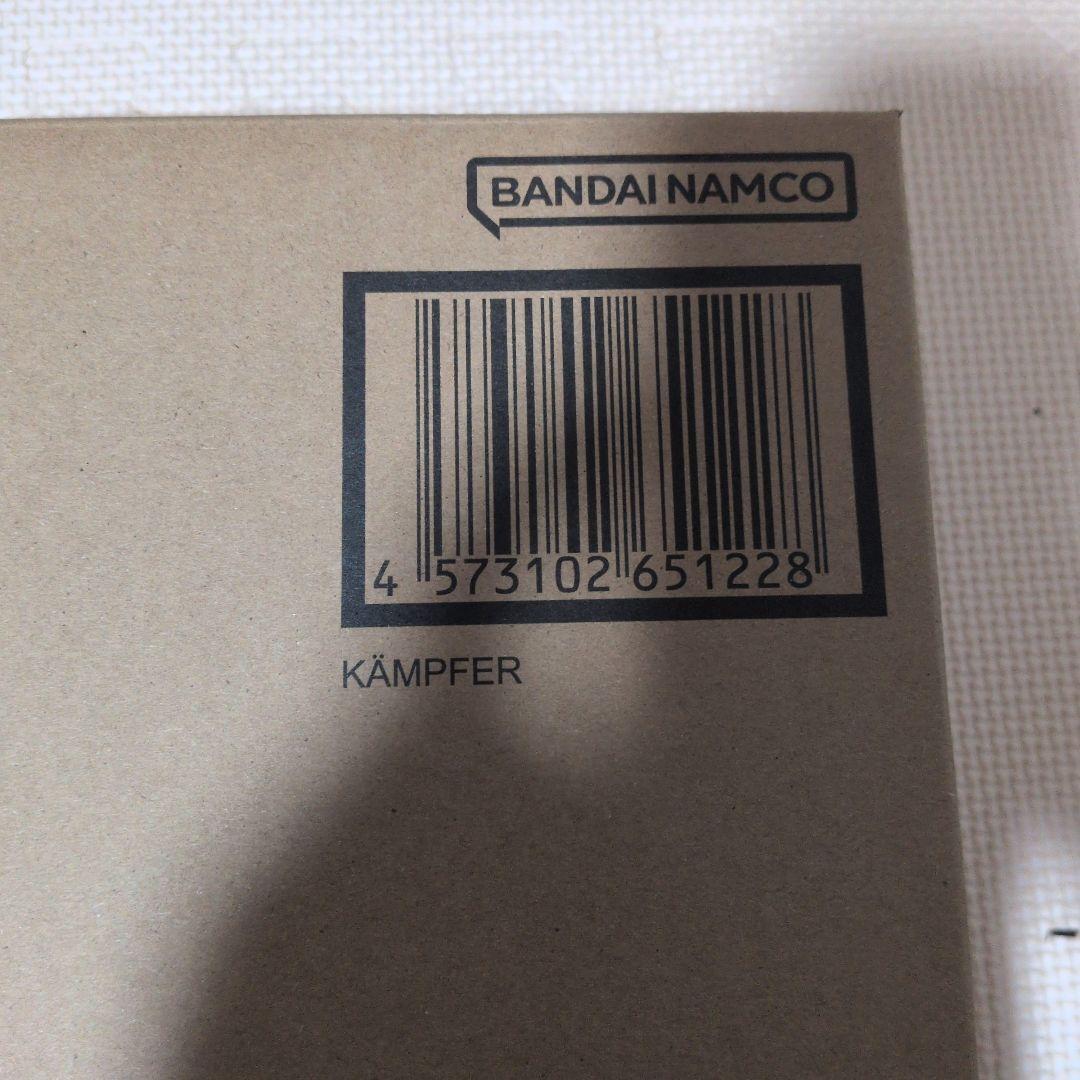 BANDAI NAMCO
4 573102 651228
KÄMPFER